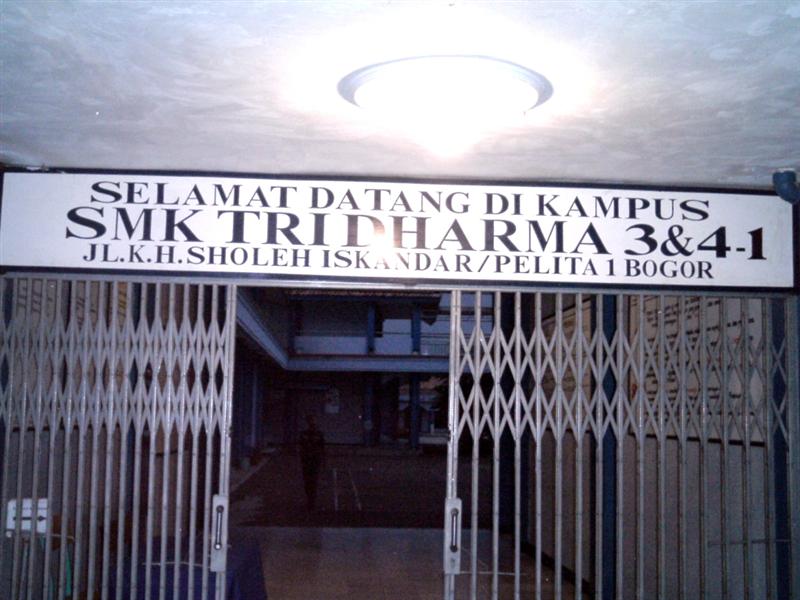 SELAMAT DATANG DI KAMPUS
SMK TRIDHARMA 3&4-1
JL.K.H.SHOLEH ISKANDAR/PELITA 1 BOGOR